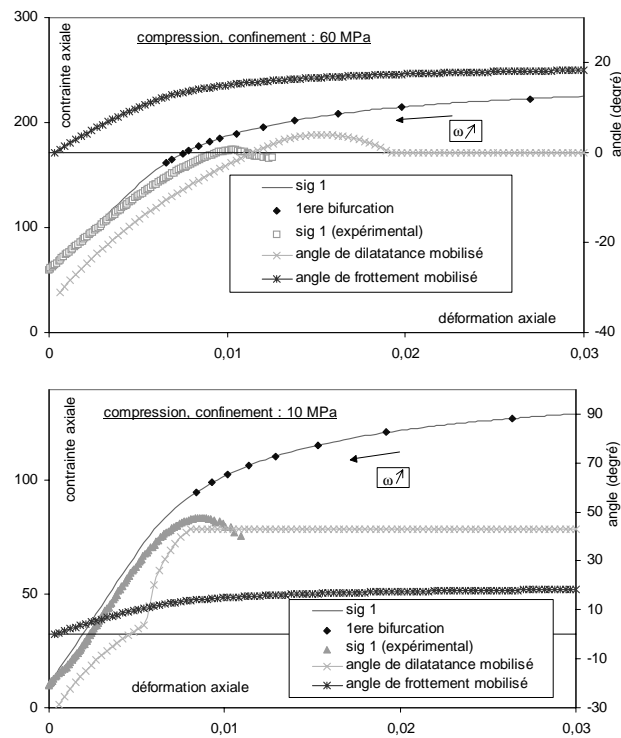 compression, confinement : 60 MPa
contrainte axiale
300
200
100
0
20
0
-20
-40
angle (degré)
ω
sig 1
1ere bifurcation
sig 1 (expérimental)
angle de dilatatance mobilisé
angle de frottement mobilisé
déformation axiale
0
0,01
0,02
0,03
compression, confinement : 10 MPa
contrainte axiale
100
50
0
90
70
50
30
10
-10
-30
angle (degré)
ω
sig 1
1ere bifurcation
sig 1 (expérimental)
angle de dilatatance mobilisé
angle de frottement mobilisé
déformation axiale
0
0,01
0,02
0,03